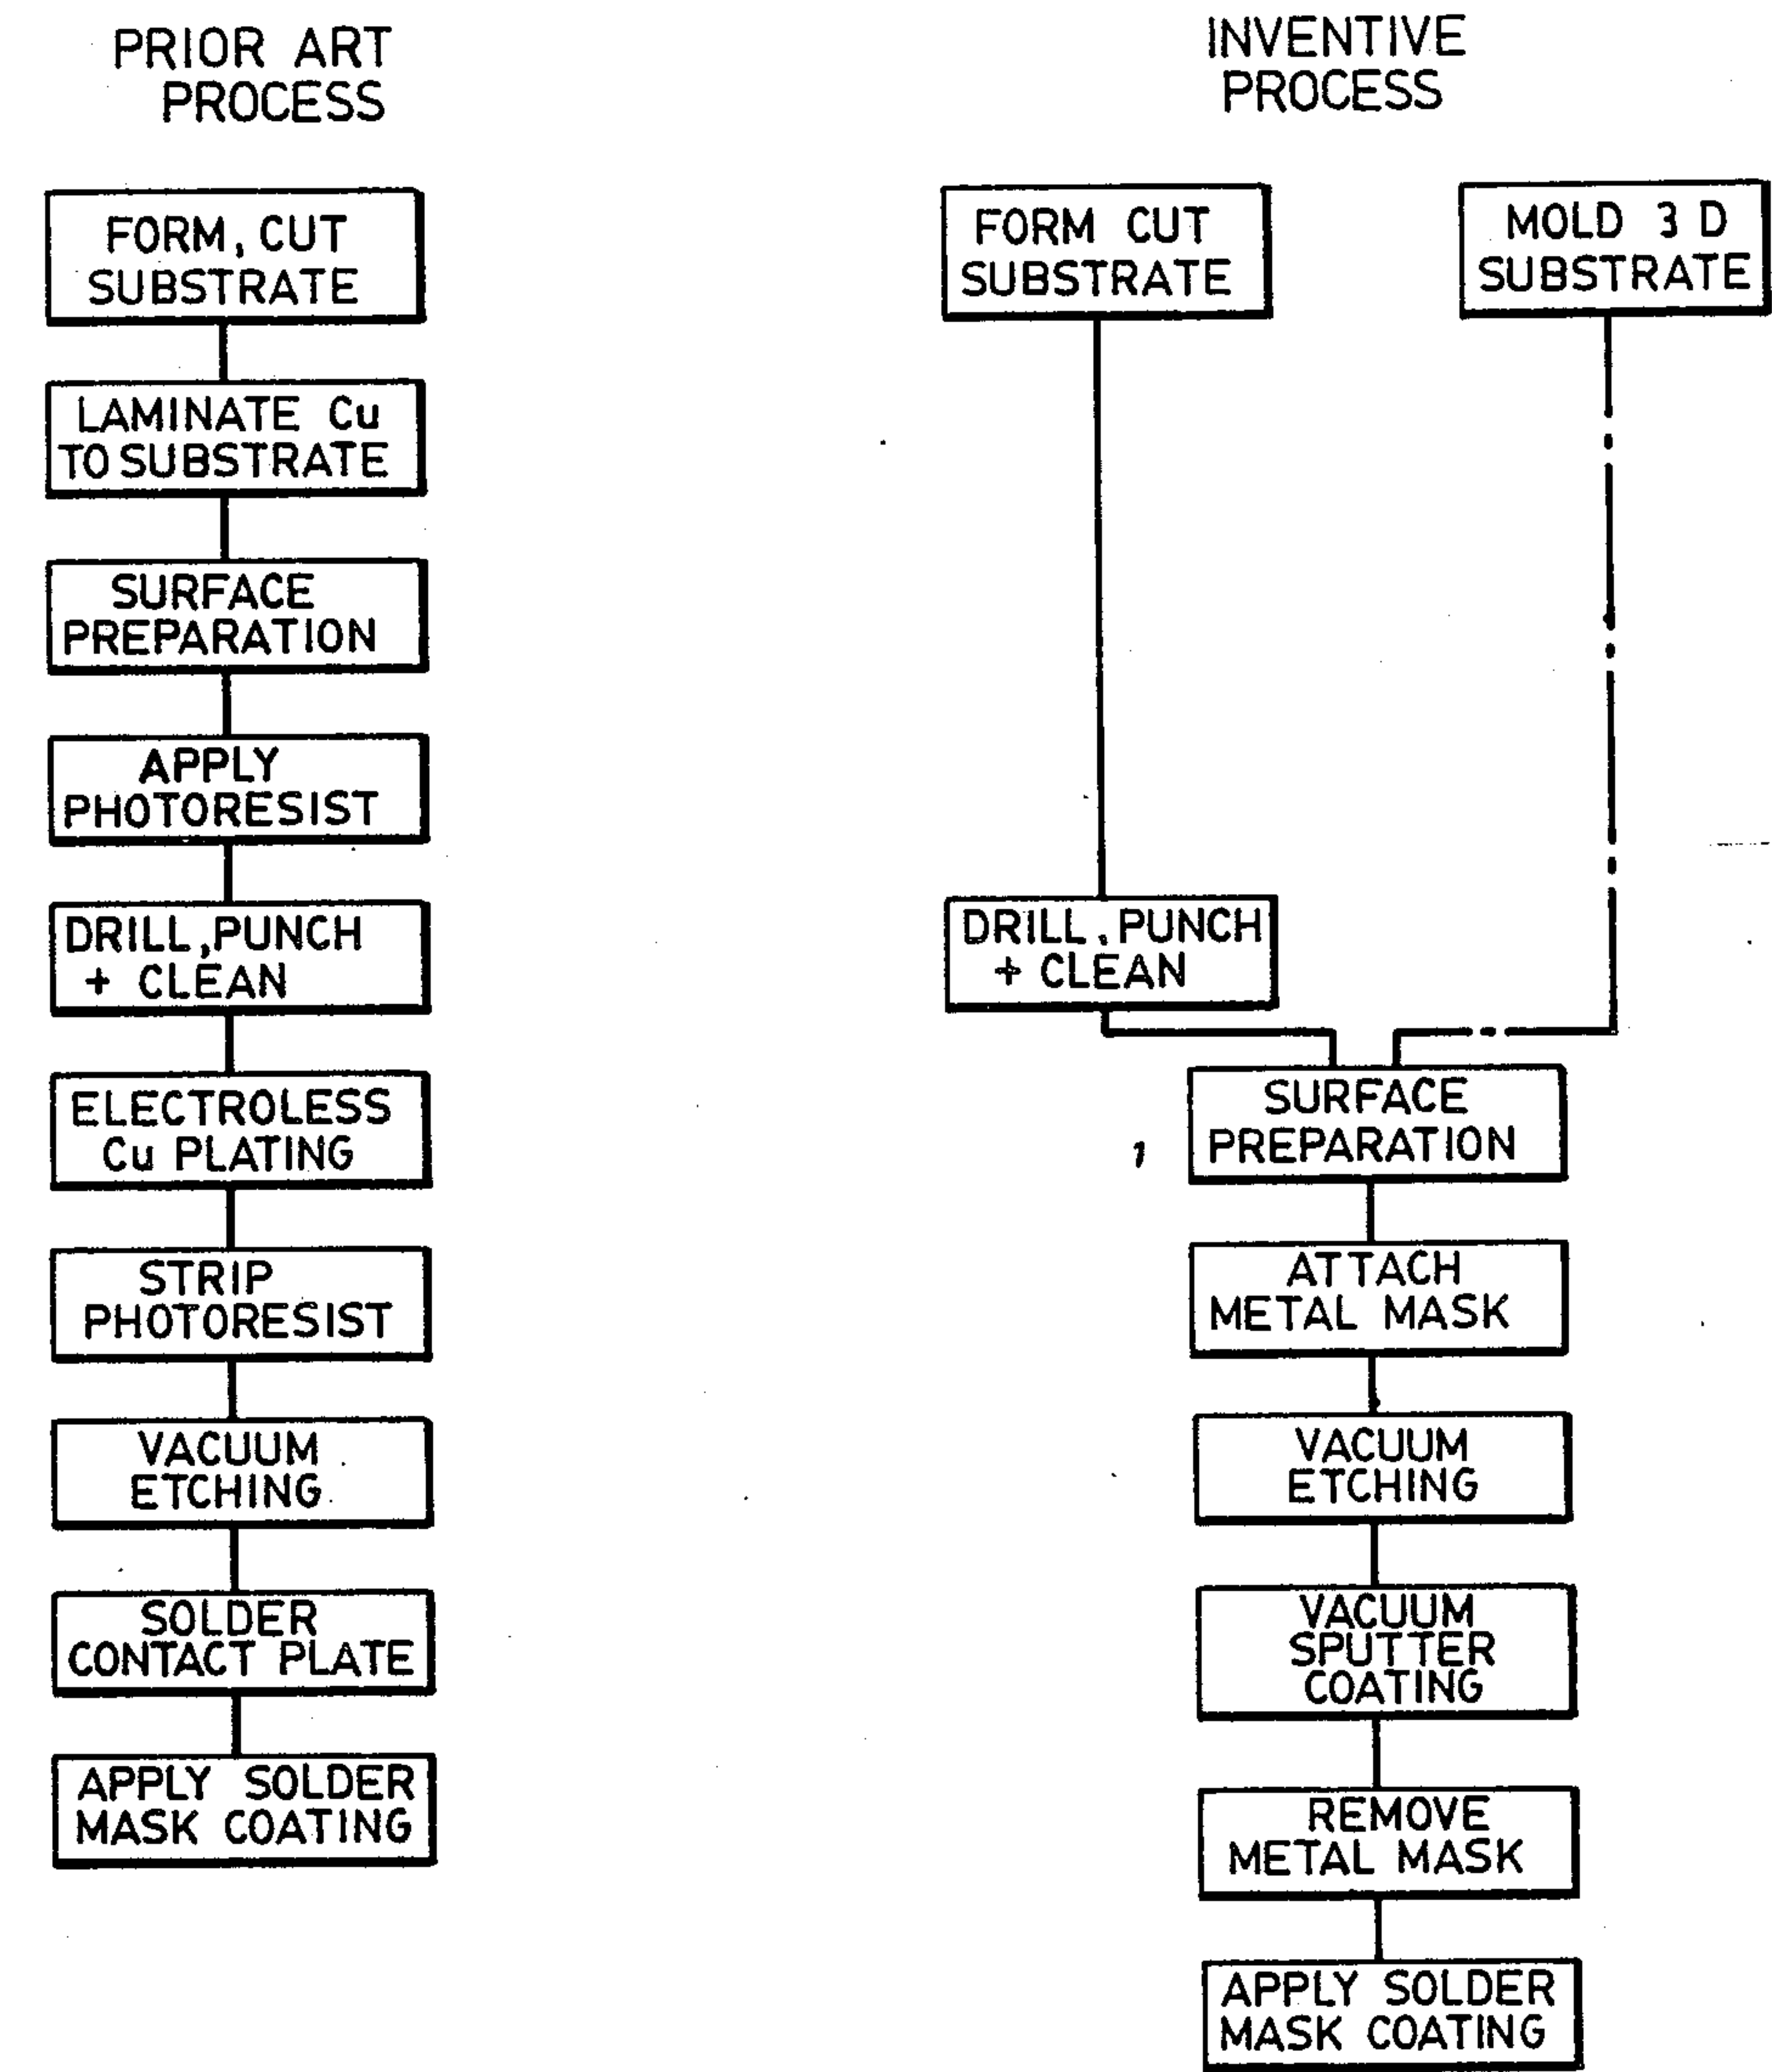 PRIOR ART
PROCESS
FORM, CUT
SUBSTRATE
LAMINATE Cu
TO SUBSTRATE
SURFACE
PREPARATION
APPLY
PHOTORESIST
DRILL, PUNCH
+ CLEAN
ELECTROLESS
Cu PLATING
STRIP
PHOTORESIST
VACUUM
ETCHING
SOLDER
CONTACT PLATE
APPLY SOLDER
MASK COATING
INVENTIVE
PROCESS
FORM CUT
SUBSTRATE
MOLD 3 D
SUBSTRATE
DRILL, PUNCH
+ CLEAN
1
SURFACE
PREPARATION
ATTACH
METAL MASK
VACUUM
ETCHING
VACUUM
SPUTTER
COATING
REMOVE
METAL MASK
APPLY SOLDER
MASK COATING